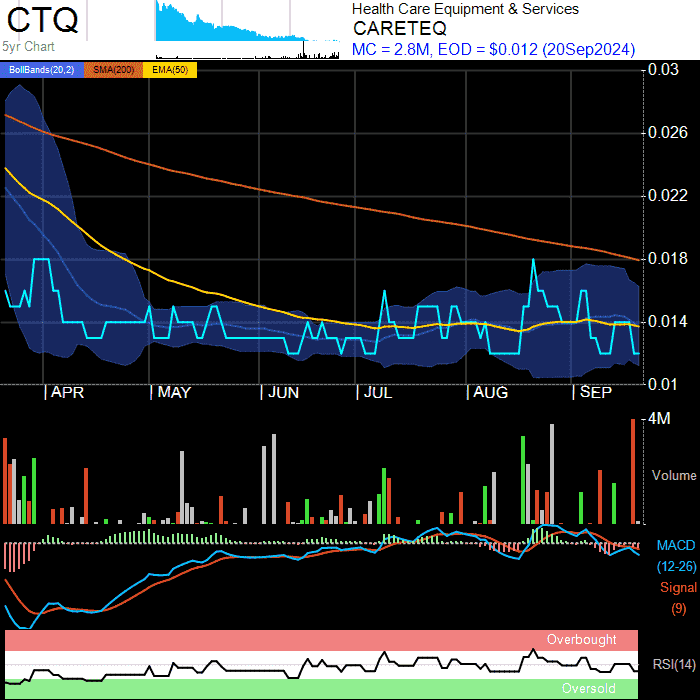 CTQ
5yr Chart
Health Care Equipment & Services
CARETEQ
MC = 2.8M, EOD = $0.012 (20Sep2024)
BollBands(20,2) SMA(200) EMA(50)
0.03
0.026
0.022
0.018
0.014
0.01
APR MAY JUN JUL AUG SEP
4M
Volume
MACD
(12-26)
Signal
(9)
Overbought
RSI(14)
Oversold